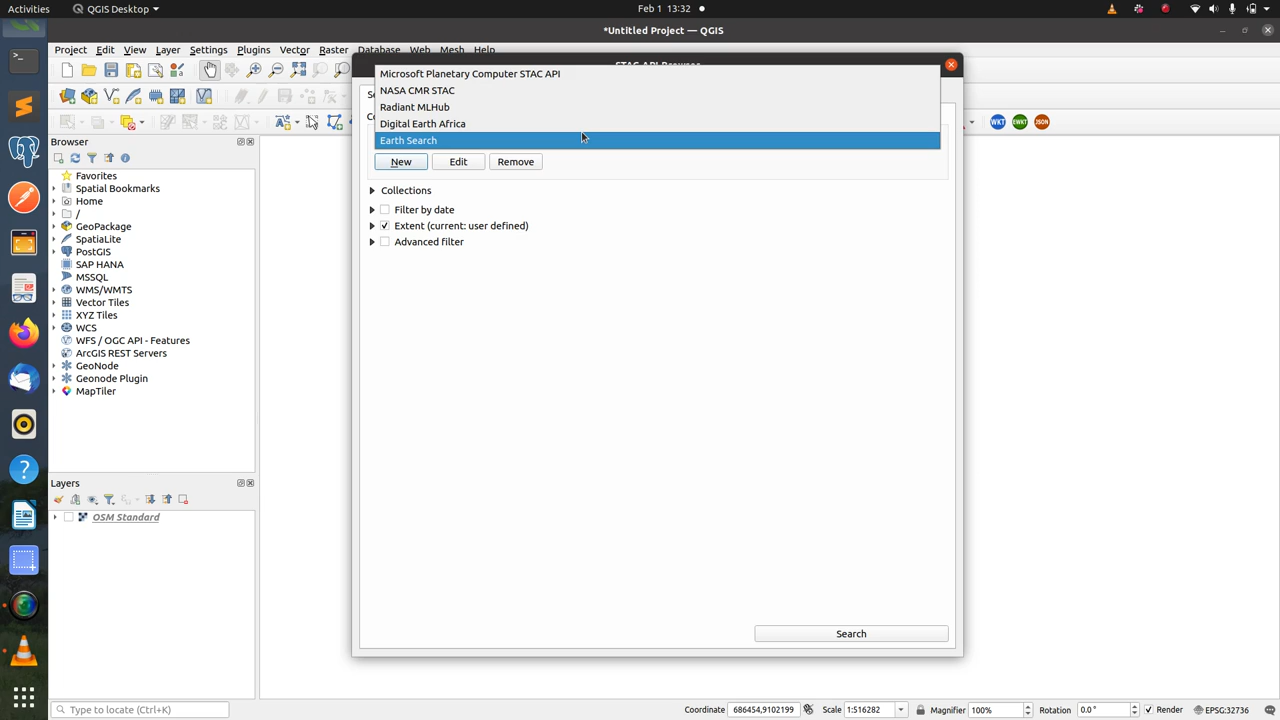 Activities
QGIS Desktop
Feb 1 13:32
*Untitled Project — QGIS
Project Edit View Layer Settings Plugins Vector Raster Database Web Mesh Help
Microsoft Planetary Computer STAC API
NASA CMR STAC
Radiant MLHub
Digital Earth Africa
Earth Search
New Edit Remove
Collections
Filter by date
Extent (current: user defined)
Advanced filter
Search
WKT EWKT JSON
Browser
Favorites
Spatial Bookmarks
Home
/
GeoPackage
SpatiaLite
PostGIS
SAP HANA
MSSQL
WMS/WMTS
Vector Tiles
XYZ Tiles
WCS
WFS / OGC API - Features
ArcGIS REST Servers
GeoNode
Geonode Plugin
MapTiler
Layers
OSM Standard
Type to locate (Ctrl+K)
Coordinate 686454,9102199 Scale 1:516282 Magnifier 100% Rotation 0.0° Render EPSG:32736